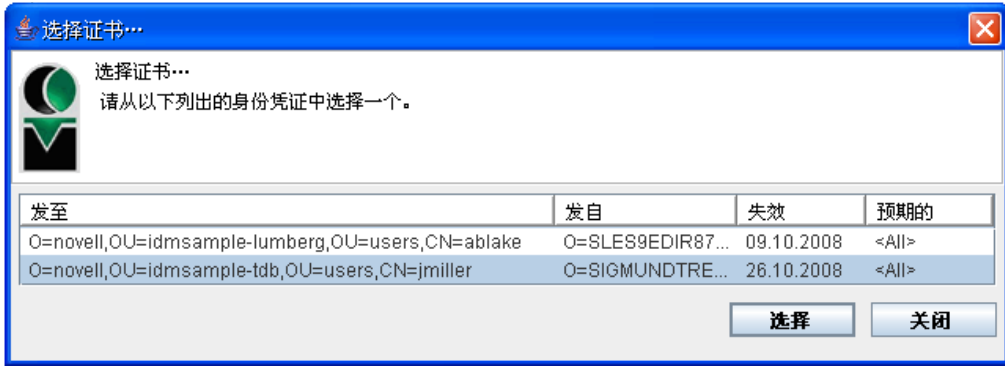 选择证书…
选择证书…
请从以下列出的身份凭证中选择一个。
发至 发自 失效 预期的
O=novell,OU=idmsample-lumberg,OU=users,CN=ablake O=SLES9EDIR87... 09.10.2008 <All>
O=novell,OU=idmsample-tdb,OU=users,CN=jmiller O=SIGMUNDTRE... 26.10.2008 <All>
选择 关闭